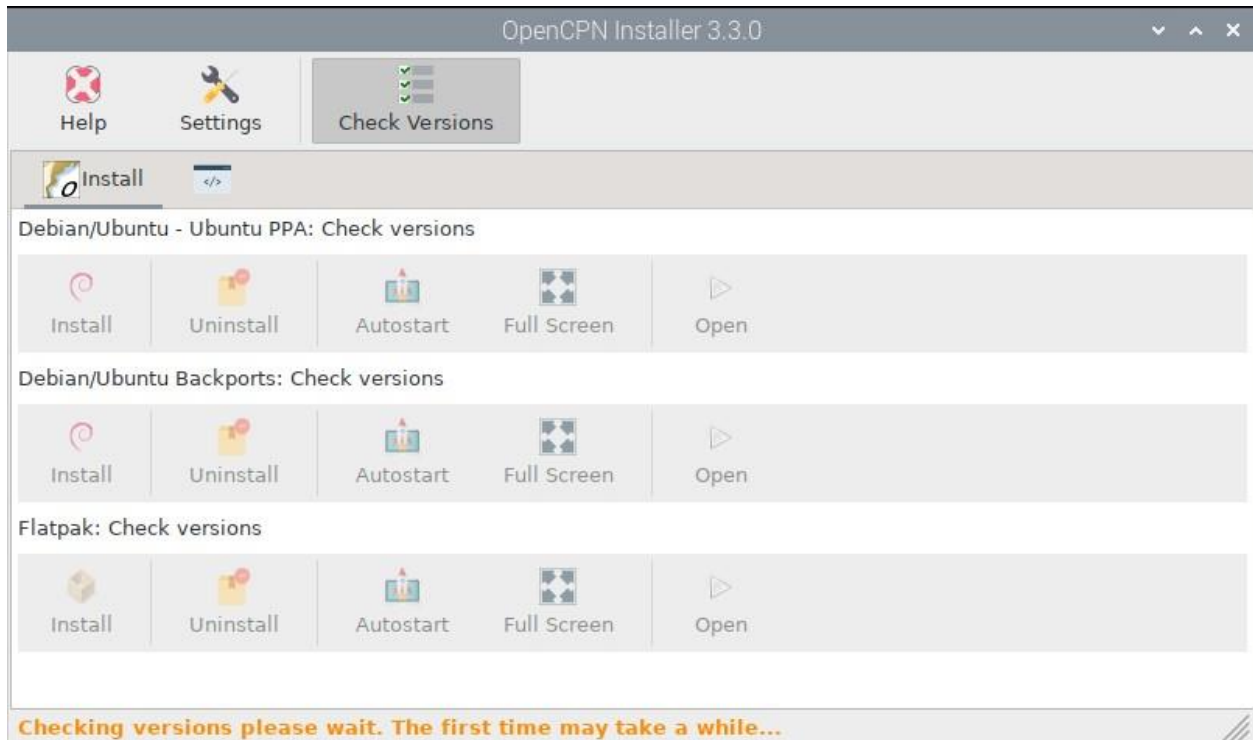 OpenCPN Installer 3.3.0
Help Settings Check Versions
Install </>
Debian/Ubuntu - Ubuntu PPA: Check versions
Install Uninstall Autostart Full Screen Open
Debian/Ubuntu Backports: Check versions
Install Uninstall Autostart Full Screen Open
Flatpak: Check versions
Install Uninstall Autostart Full Screen Open
Checking versions please wait. The first time may take a while...